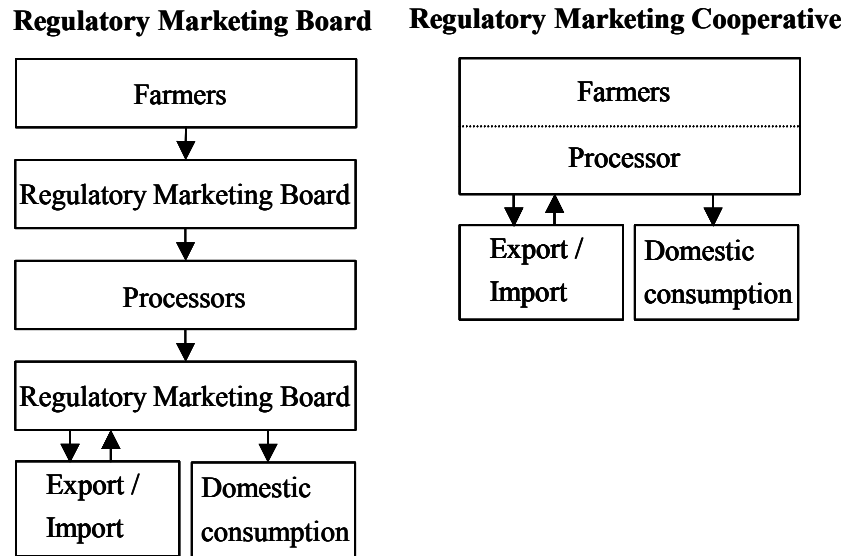 Regulatory Marketing Board
Farmers
Regulatory Marketing Board
Processors
Regulatory Marketing Board
Export /
Import
Domestic
consumption
Regulatory Marketing Cooperative
Farmers
Processor
Export /
Import
Domestic
consumption